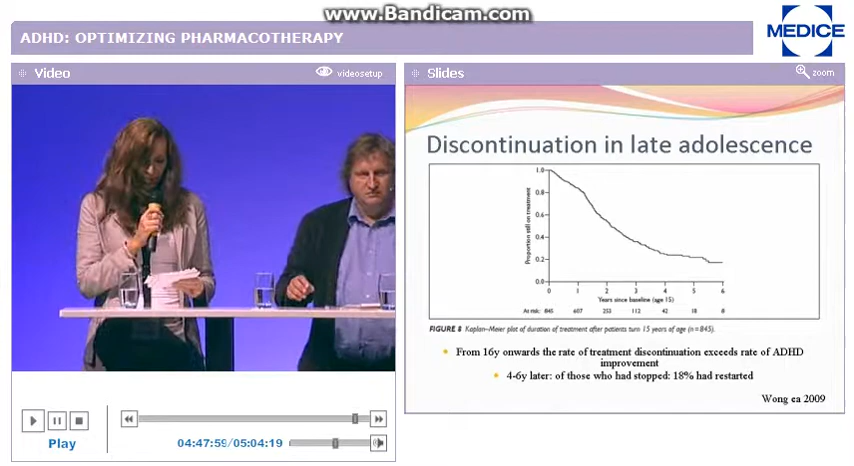 www.Bandicam.com
ADHD: OPTIMIZING PHARMACOTHERAPY
MEDICE
Video
videosetup
Slides
zoom
Discontinuation in late adolescence
Proportion still on treatment
1.0
0.8
0.6
0.4
0.2
0.0
0 1 2 3 4 5 6
Years since baseline (age 15)
At risk: 845 607 253 112 42 18 8
FIGURE 8 Kaplan–Meier plot of duration of treatment after patients turn 15 years of age (n = 845).
From 16y onwards the rate of treatment discontinuation exceeds rate of ADHD
improvement
4-6y later: of those who had stopped: 18% had restarted
Wong ea 2009
Play
04:47:59/05:04:19